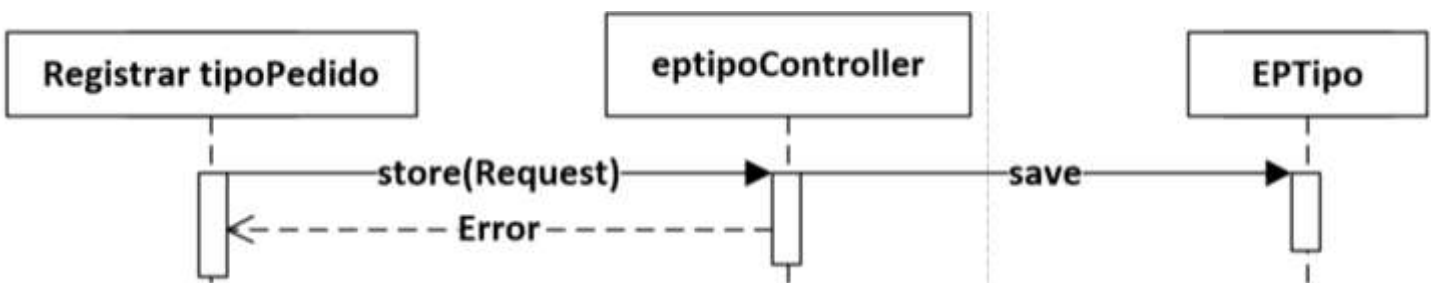 Registrar tipoPedido
eptipoController
EPTipo
store(Request)
save
Error